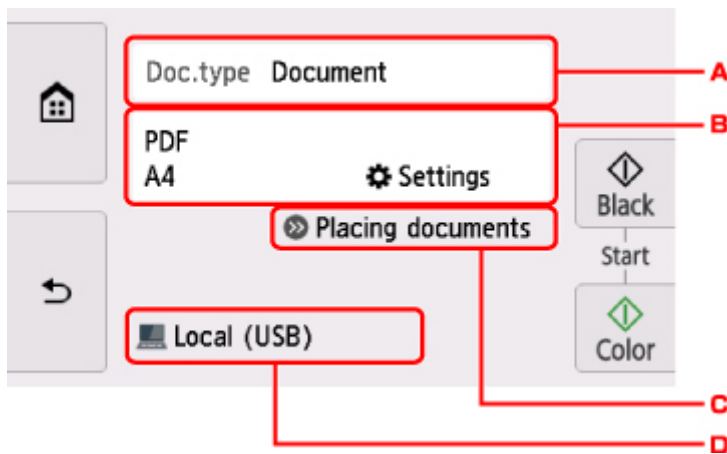 Doc.type Document
A
B
PDF
A4 Settings
Black
Placing documents
Start
Local (USB)
Color
C
D